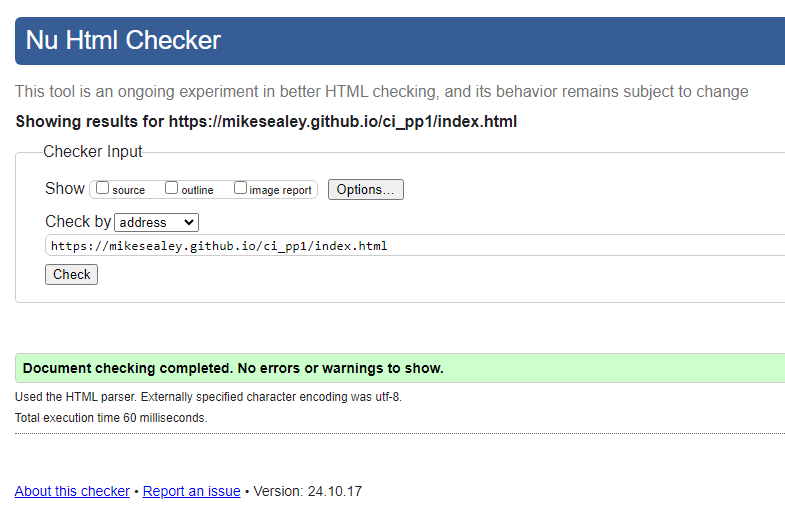 Nu Html Checker
This tool is an ongoing experiment in better HTML checking, and its behavior remains subject to change
Showing results for https://mikesealey.github.io/ci_pp1/index.html
Checker Input
Show source outline image report Options...
Check by address
https://mikesealey.github.io/ci_pp1/index.html
Check
Document checking completed. No errors or warnings to show.
Used the HTML parser. Externally specified character encoding was utf-8.
Total execution time 60 milliseconds.
About this checker • Report an issue • Version: 24.10.17